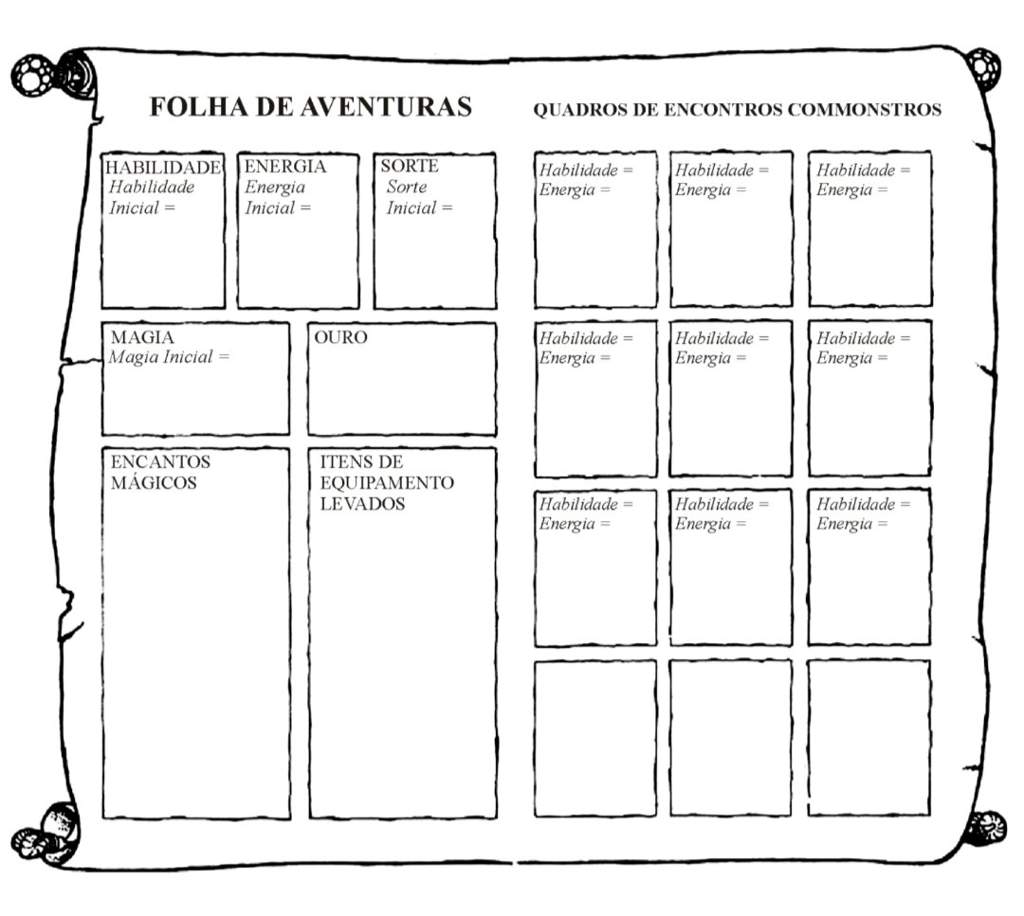 FOLHA DE AVENTURAS
HABILIDADE
Habilidade
Inicial =
ENERGIA
Energia
Inicial =
SORTE
Sorte
Inicial =
MAGIA
Magia Inicial =
OURO
ENCANTOS
MÁGICOS
ITENS DE
EQUIPAMENTO
LEVADOS
QUADROS DE ENCONTROS COMMONSTROS
Habilidade =
Energia =
Habilidade =
Energia =
Habilidade =
Energia =
Habilidade =
Energia =
Habilidade =
Energia =
Habilidade =
Energia =
Habilidade =
Energia =
Habilidade =
Energia =
Habilidade =
Energia =